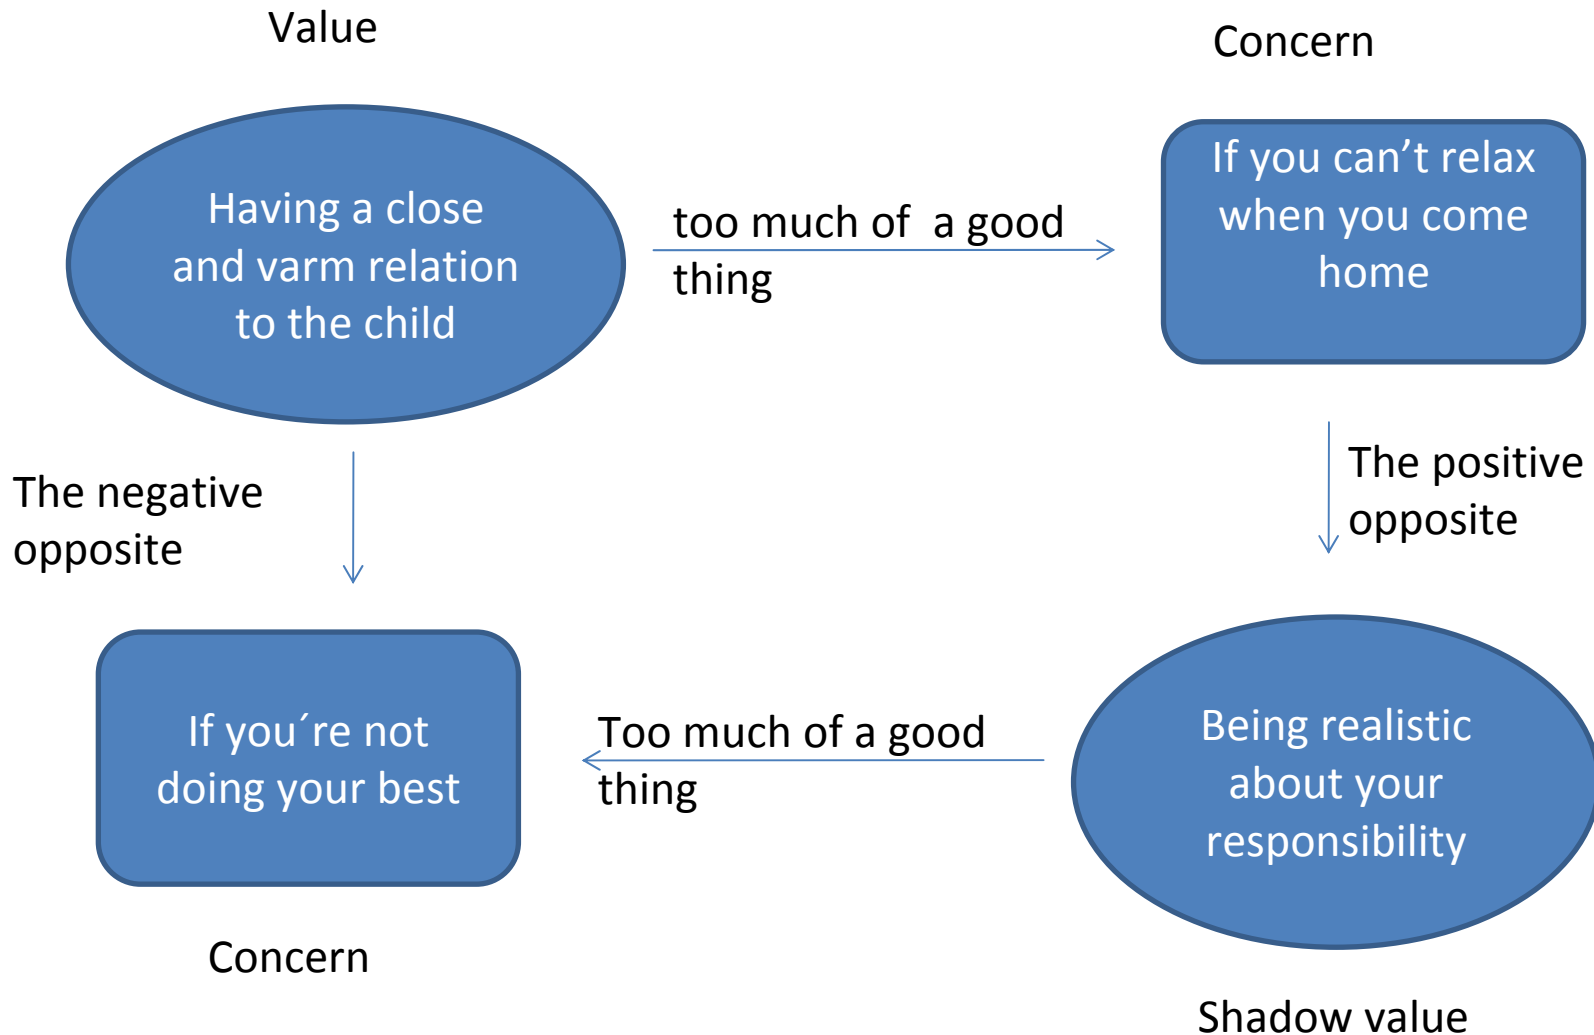 Value
Concern
Having a close
and varm relation
to the child
too much of  a good
thing
If you can’t relax
when you come
home
The negative
opposite
The positive
opposite
If you´re not
doing your best
Too much of a good
thing
Being realistic
about your
responsibility
Concern
Shadow value